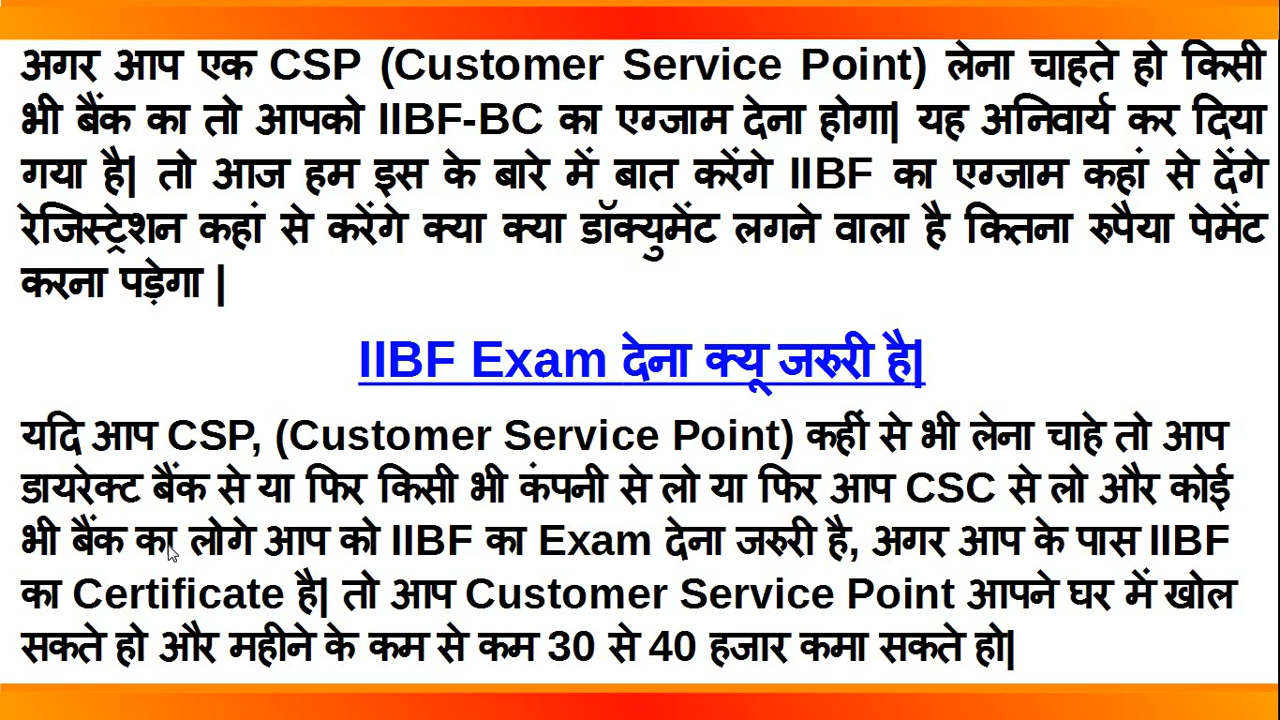 अगर आप एक CSP (Customer Service Point) लेना चाहते हो किसी
भी बैंक का तो आपको IIBF-BC का एग्जाम देना होगा| यह अनिवार्य कर दिया
गया है| तो आज हम इस के बारे में बात करेंगे IIBF का एग्जाम कहां से देंगे
रेजिस्ट्रेशन कहां से करेंगे क्या क्या डॉक्युमेंट लगने वाला है कितना रुपैया पेमेंट
करना पड़ेगा |
IIBF Exam देना क्यू जरुरी है|
यदि आप CSP, (Customer Service Point) कहीं से भी लेना चाहे तो आप
डायरेक्ट बैंक से या फिर किसी भी कंपनी से लो या फिर आप CSC से लो और कोई
भी बैंक का लोगे आप को IIBF का Exam देना जरुरी है, अगर आप के पास IIBF
का Certificate है| तो आप Customer Service Point आपने घर में खोल
सकते हो और महीने के कम से कम 30 से 40 हजार कमा सकते हो|